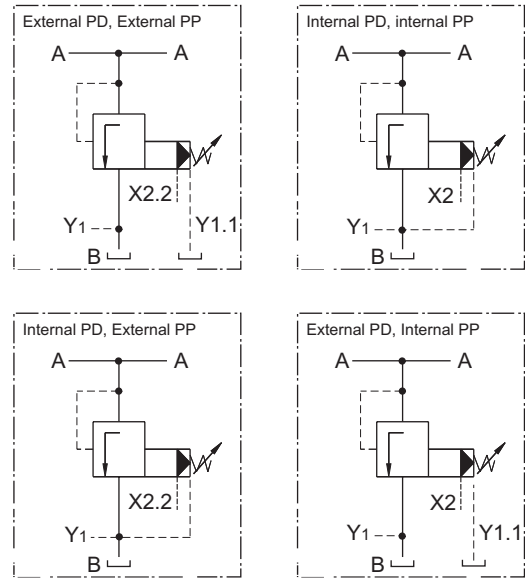 External PD, External PP
A A
X2.2
Y1 Y1.1
B
Internal PD, internal PP
A A
X2
Y1
B
Internal PD, External PP
A A
X2.2
Y1
B
External PD, Internal PP
A A
X2
Y1 Y1.1
B